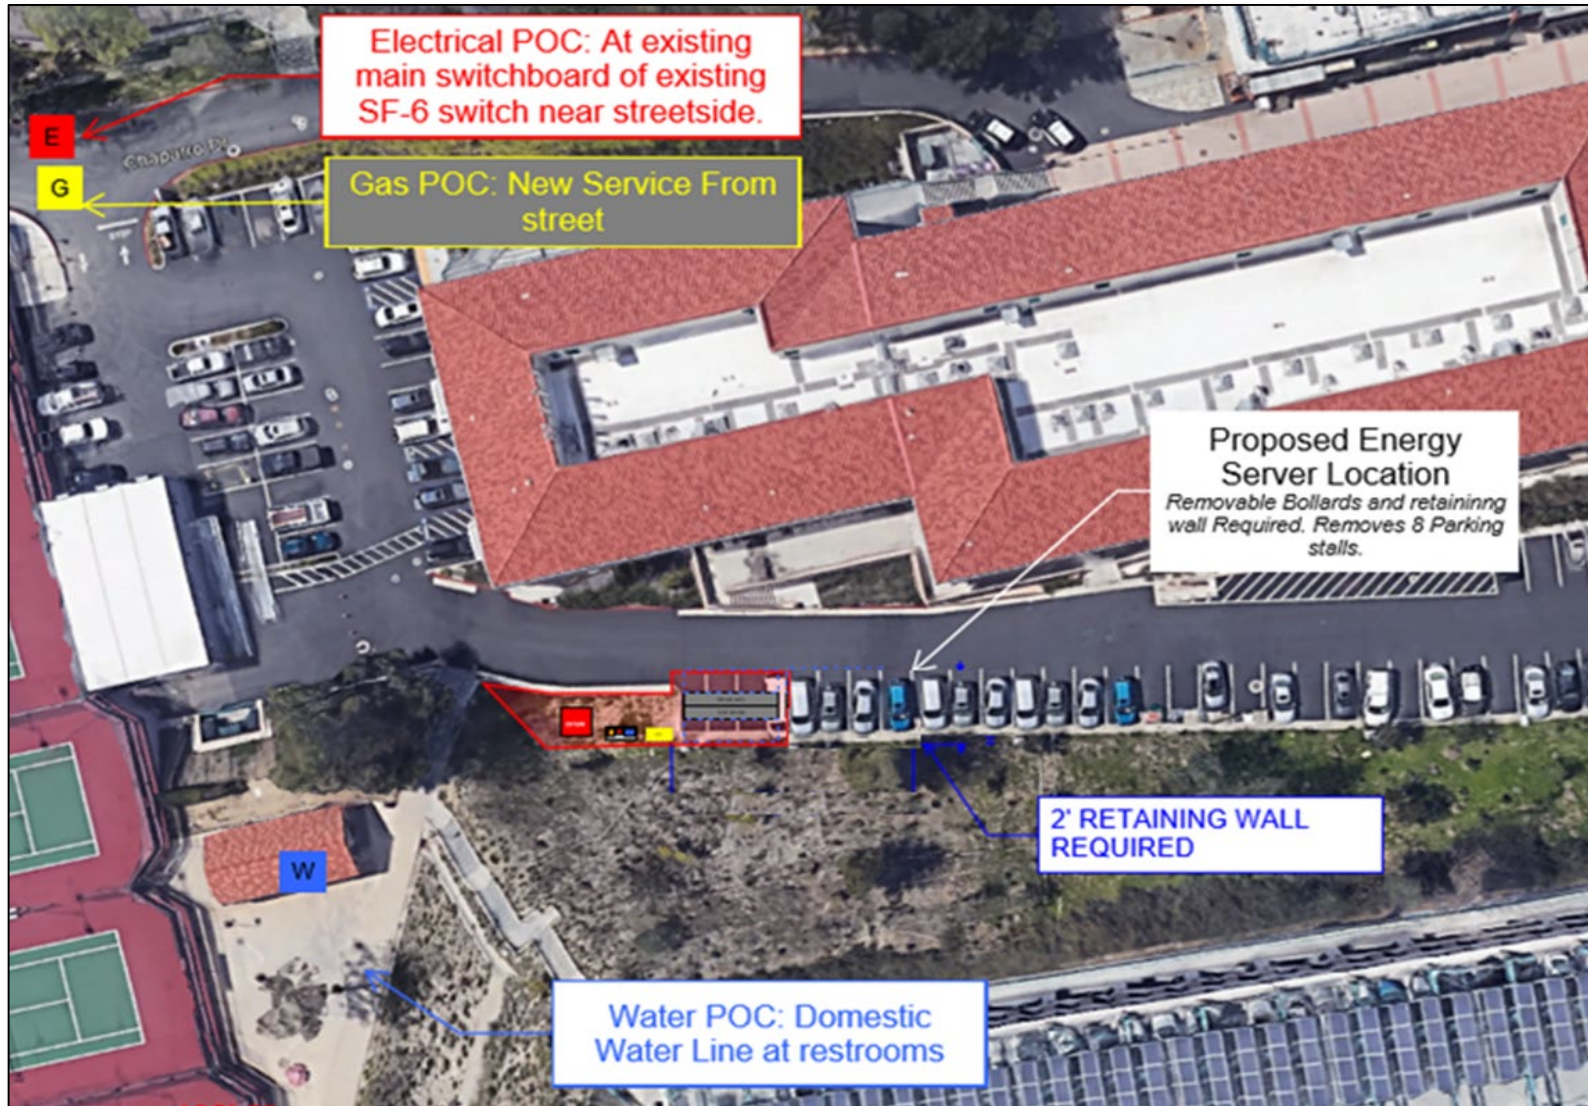 Electrical POC: At existing
main switchboard of existing
SF-6 switch near streetside.
E
G
Gas POC: New Service From
street
Proposed Energy
Server Location
Removable Bollards and retaininng
wall Required. Removes 8 Parking
stalls.
2' RETAINING WALL
REQUIRED
W
Water POC: Domestic
Water Line at restrooms